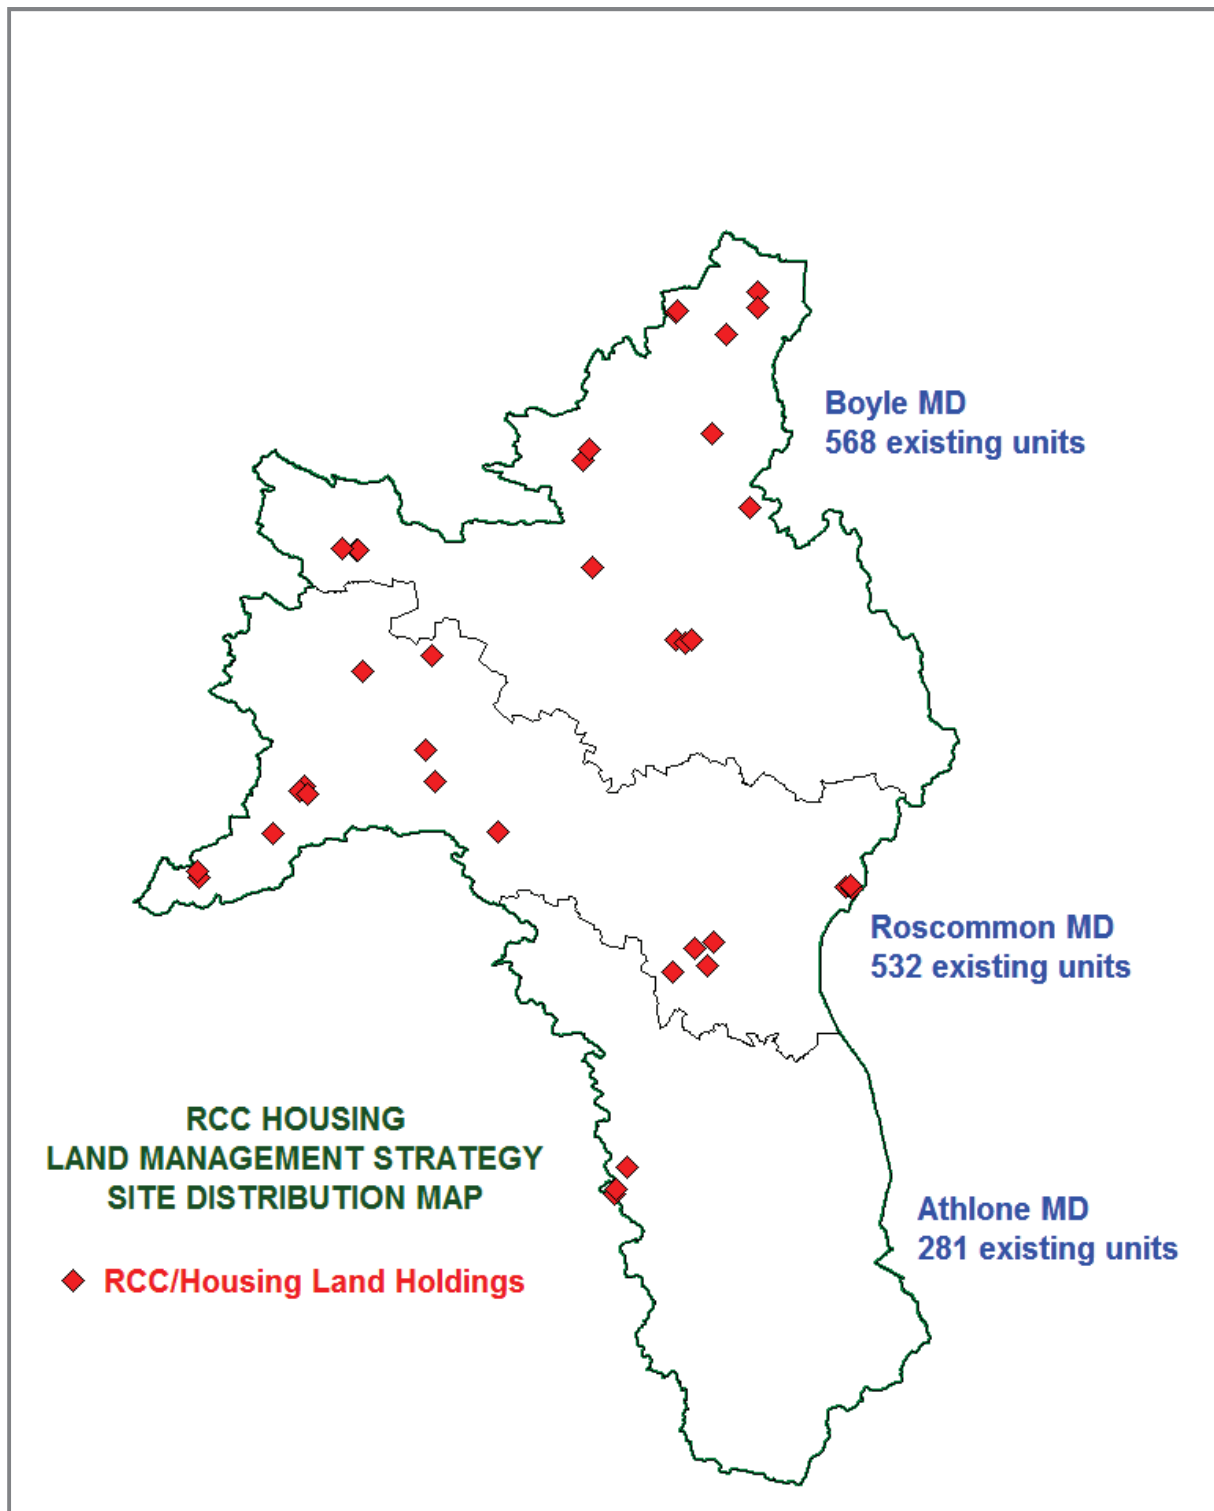 Boyle MD
568 existing units
Roscommon MD
532 existing units
RCC HOUSING
LAND MANAGEMENT STRATEGY
SITE DISTRIBUTION MAP
Athlone MD
281 existing units
RCC/Housing Land Holdings